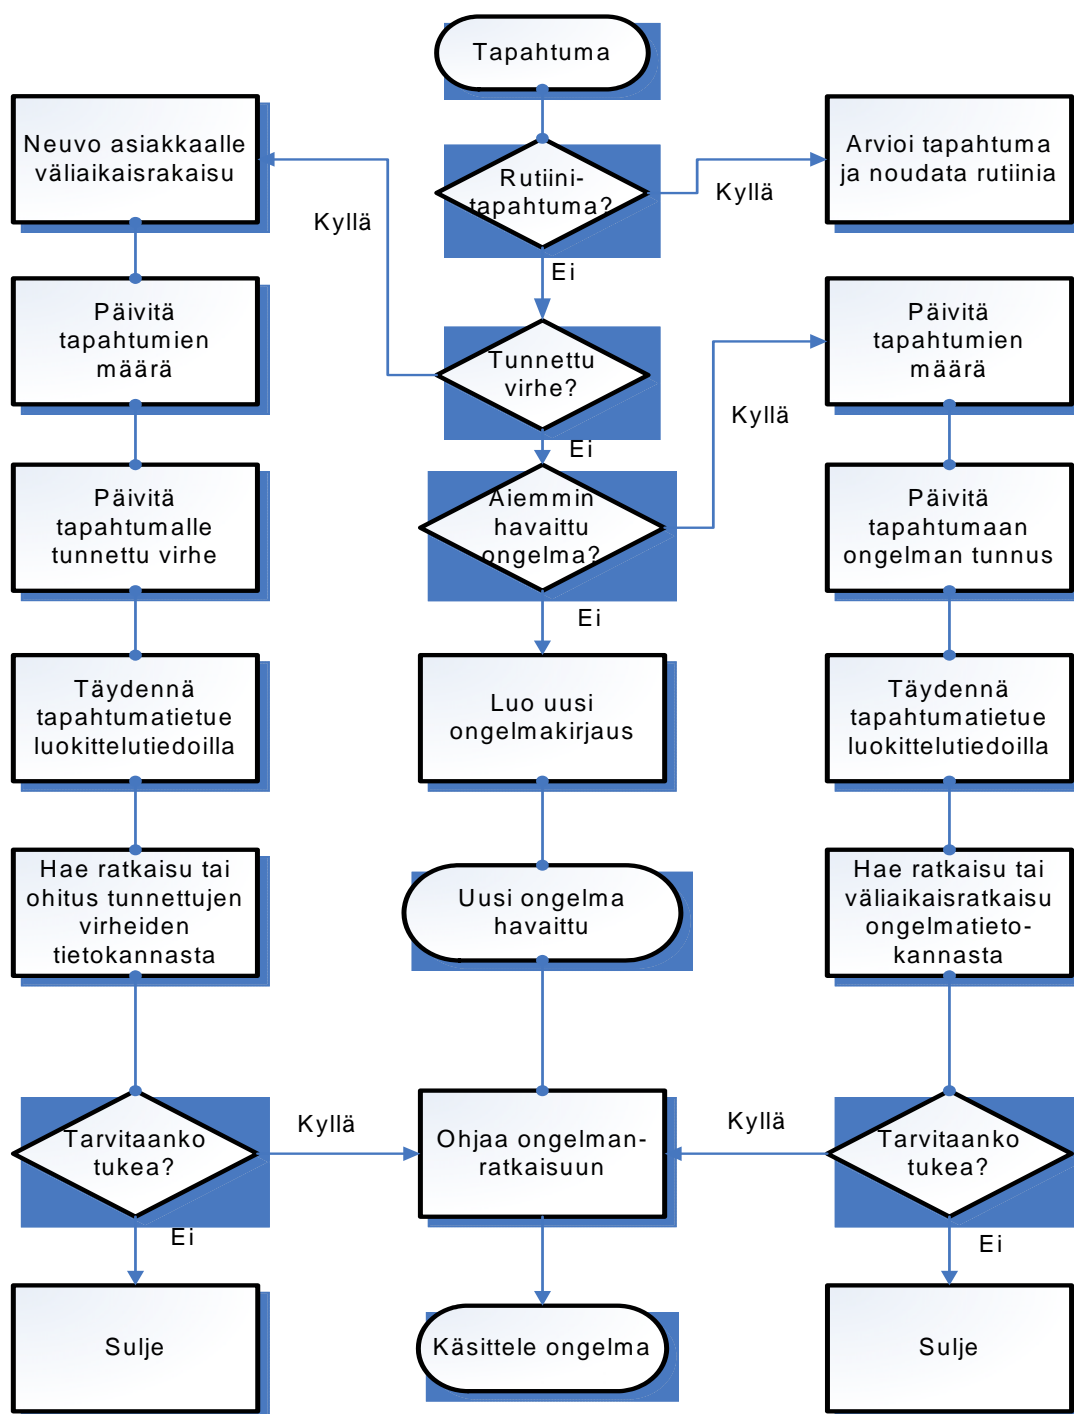 Tapahtuma
Neuvo asiakkaalle
väliaikaisrakaisu
Rutiini-
tapahtuma?
Arvioi tapahtuma
ja noudata rutiinia
Kyllä
Kyllä
Ei
Päivitä
tapahtumien
määrä
Tunnettu
virhe?
Päivitä
tapahtumien
määrä
Kyllä
Ei
Päivitä
tapahtumalle
tunnettu virhe
Aiemmin
havaittu
ongelma?
Päivitä
tapahtumaan
ongelman tunnus
Ei
Täydennä
tapahtumatietue
luokittelutiedoilla
Luo uusi
ongelmakirjaus
Täydennä
tapahtumatietue
luokittelutiedoilla
Hae ratkaisu tai
ohitus tunnettujen
virheiden
tietokannasta
Uusi ongelma
havaittu
Hae ratkaisu tai
väliaikaisratkaisu
ongelmatieto-
kannasta
Tarvitaanko
tukea?
Kyllä
Ohjaa ongelman-
ratkaisuun
Kyllä
Tarvitaanko
tukea?
Ei
Ei
Sulje
Käsittele ongelma
Sulje